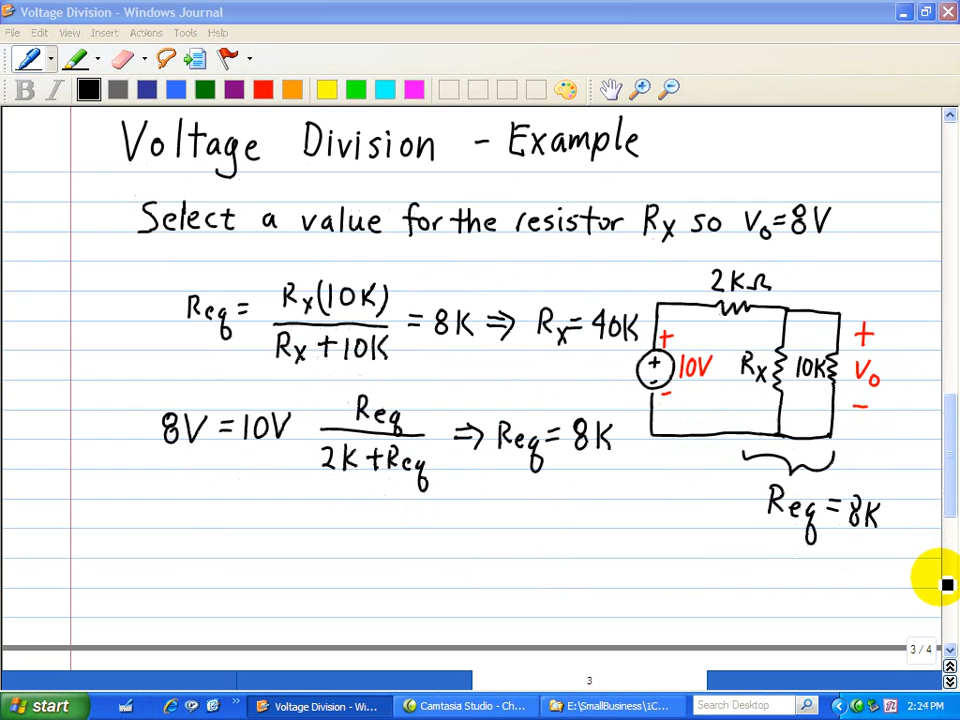 Voltage Division - Windows Journal
File Edit View Insert Actions Tools Help
B I
Voltage Division - Example
Select a value for the resistor Rx so vo=8V
Req = Rx(10K) / Rx + 10K = 8K ⇒ Rx = 40K
8V = 10V Req / 2K + Req ⇒ Req = 8K
2KΩ
+
10V
-
Rx
10K
+
Vo
-
Req = 8K
3 / 4
3
start
Voltage Division - Wi...
Camtasia Studio - Ch...
E:\SmallBusiness\iC...
Search Desktop
2:24 PM